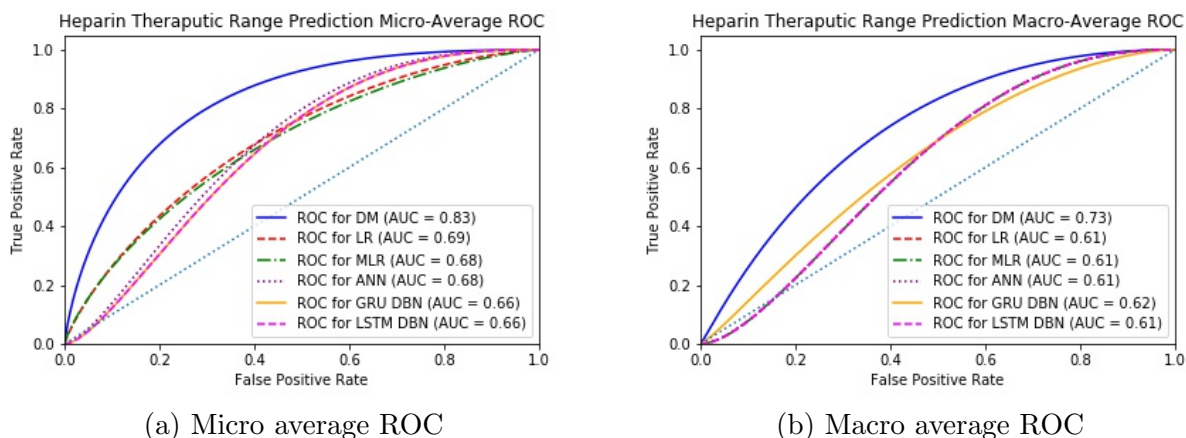 Heparin Theraputic Range Prediction Micro-Average ROC
True Positive Rate
1.0
0.8
0.6
0.4
0.2
0.0
ROC for DM (AUC = 0.83)
ROC for LR (AUC = 0.69)
ROC for MLR (AUC = 0.68)
ROC for ANN (AUC = 0.68)
ROC for GRU DBN (AUC = 0.66)
ROC for LSTM DBN (AUC = 0.66)
0.0 0.2 0.4 0.6 0.8 1.0
False Positive Rate
(a) Micro average ROC
Heparin Theraputic Range Prediction Macro-Average ROC
True Positive Rate
1.0
0.8
0.6
0.4
0.2
0.0
ROC for DM (AUC = 0.73)
ROC for LR (AUC = 0.61)
ROC for MLR (AUC = 0.61)
ROC for ANN (AUC = 0.61)
ROC for GRU DBN (AUC = 0.62)
ROC for LSTM DBN (AUC = 0.61)
0.0 0.2 0.4 0.6 0.8 1.0
False Positive Rate
(b) Macro average ROC